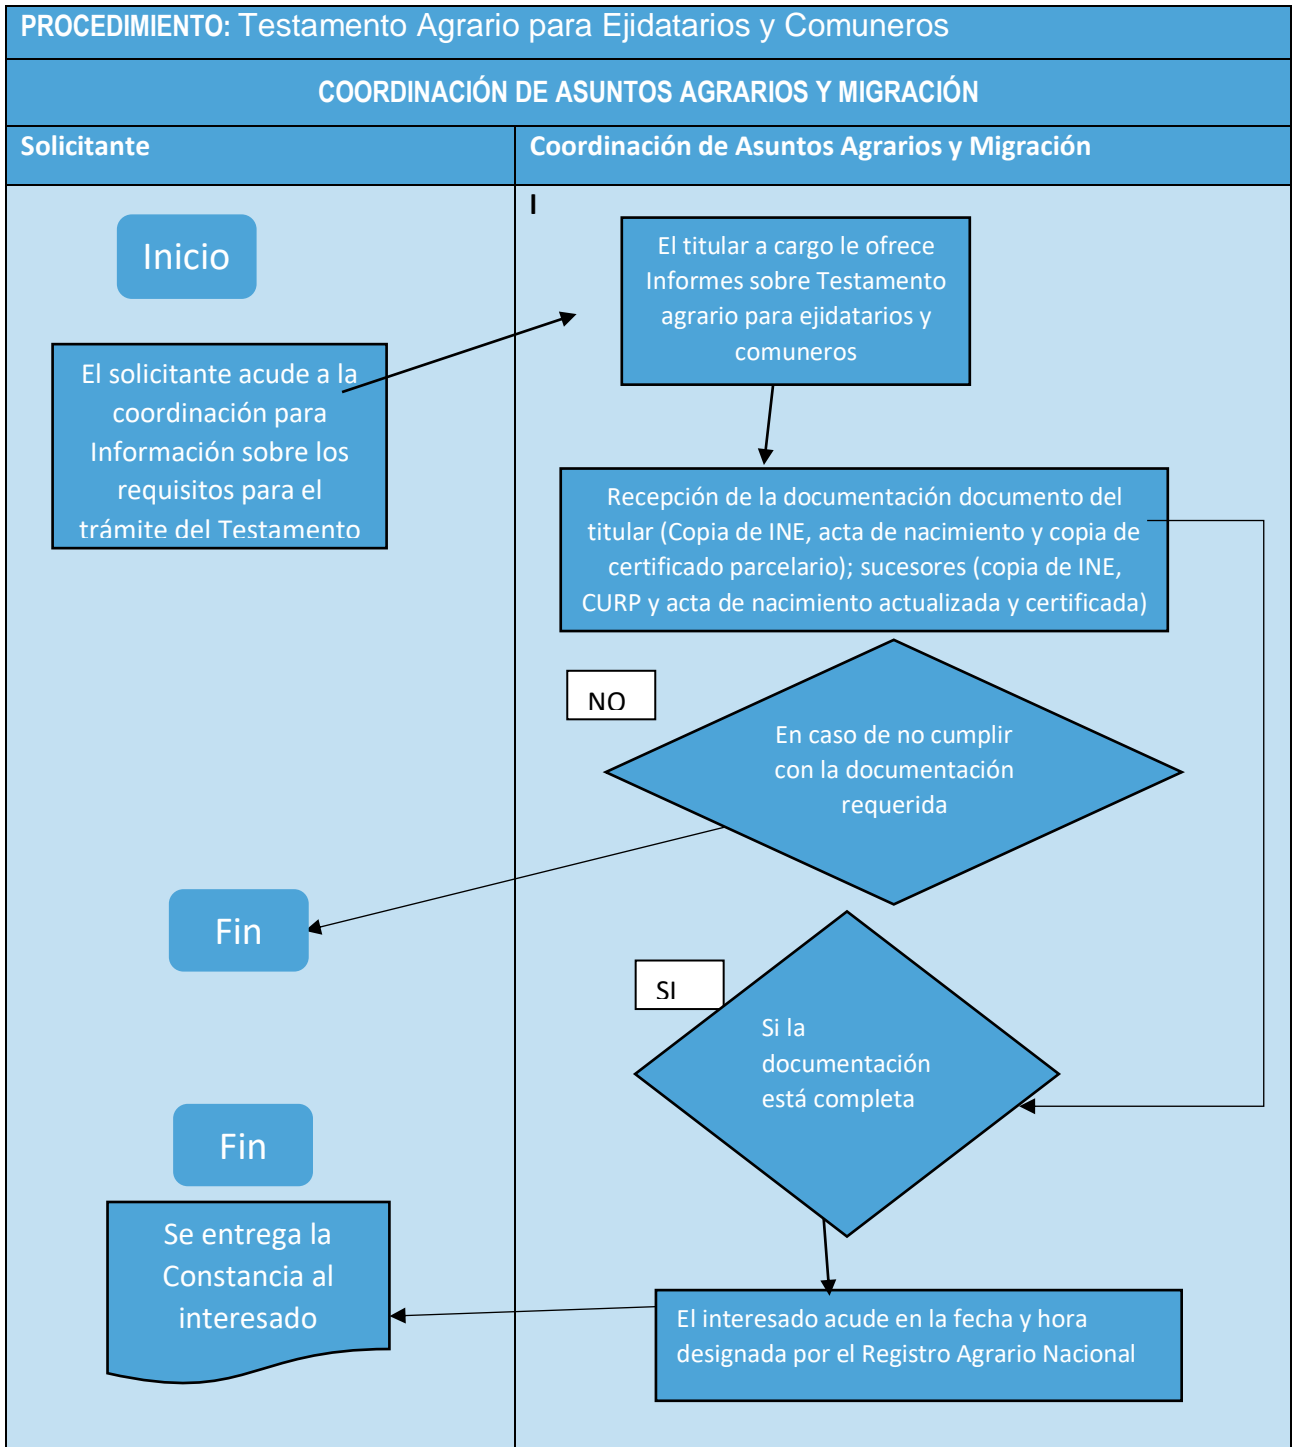 PROCEDIMIENTO: Testamento Agrario para Ejidatarios y Comuneros
COORDINACIÓN DE ASUNTOS AGRARIOS Y MIGRACIÓN
Solicitante
Coordinación de Asuntos Agrarios y Migración
I
Inicio
El titular a cargo le ofrece
Informes sobre Testamento
agrario para ejidatarios y
comuneros
El solicitante acude a la
coordinación para
Información sobre los
requisitos para el
trámite del Testamento
Recepción de la documentación documento del
titular (Copia de INE, acta de nacimiento y copia de
certificado parcelario); sucesores (copia de INE,
CURP y acta de nacimiento actualizada y certificada)
NO
En caso de no cumplir
con la documentación
requerida
Fin
SI
Si la
documentación
está completa
Fin
Se entrega la
Constancia al
interesado
El interesado acude en la fecha y hora
designada por el Registro Agrario Nacional